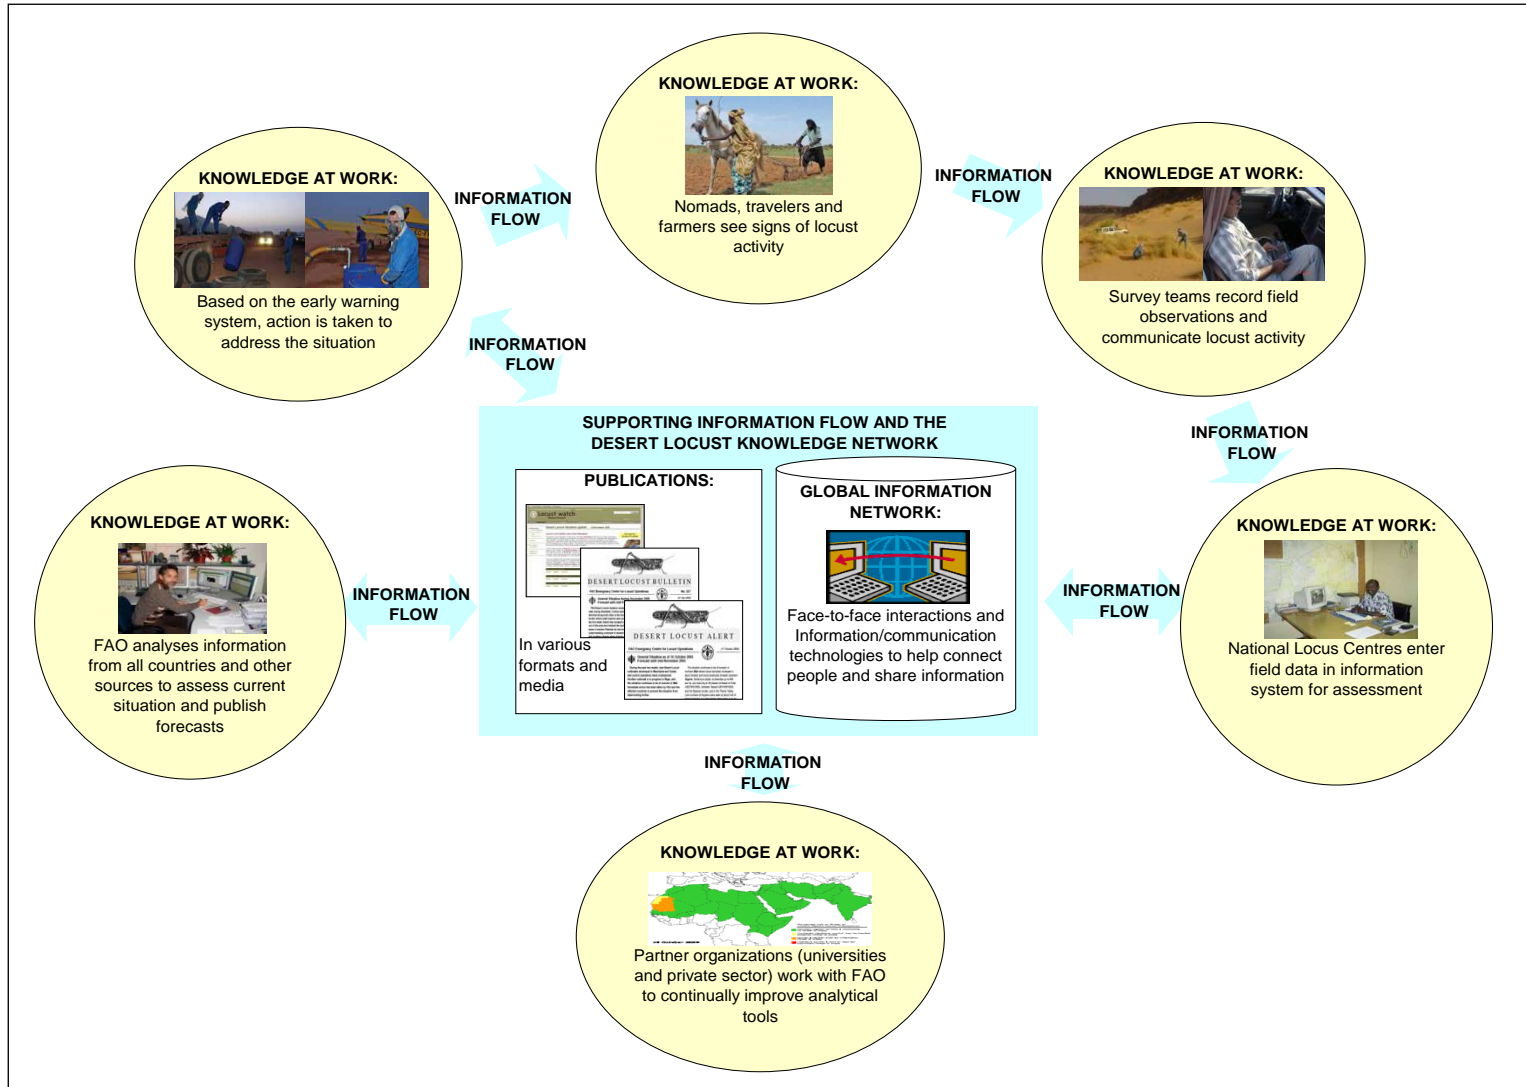 KNOWLEDGE AT WORK:
Nomads, travelers and
farmers see signs of locust
activity
INFORMATION
FLOW
KNOWLEDGE AT WORK:
Survey teams record field
observations and
communicate locust activity
INFORMATION
FLOW
KNOWLEDGE AT WORK:
National Locus Centres enter
field data in information
system for assessment
INFORMATION
FLOW
KNOWLEDGE AT WORK:
Based on the early warning
system, action is taken to
address the situation
INFORMATION
FLOW
INFORMATION
FLOW
SUPPORTING INFORMATION FLOW AND THE
DESERT LOCUST KNOWLEDGE NETWORK
PUBLICATIONS:
Locust watch
DESERT LOCUST BULLETIN
DESERT LOCUST ALERT
In various
formats and
media
GLOBAL INFORMATION
NETWORK:
Face-to-face interactions and
Information/communication
technologies to help connect
people and share information
KNOWLEDGE AT WORK:
FAO analyses information
from all countries and other
sources to assess current
situation and publish
forecasts
INFORMATION
FLOW
INFORMATION
FLOW
KNOWLEDGE AT WORK:
Partner organizations (universities
and private sector) work with FAO
to continually improve analytical
tools